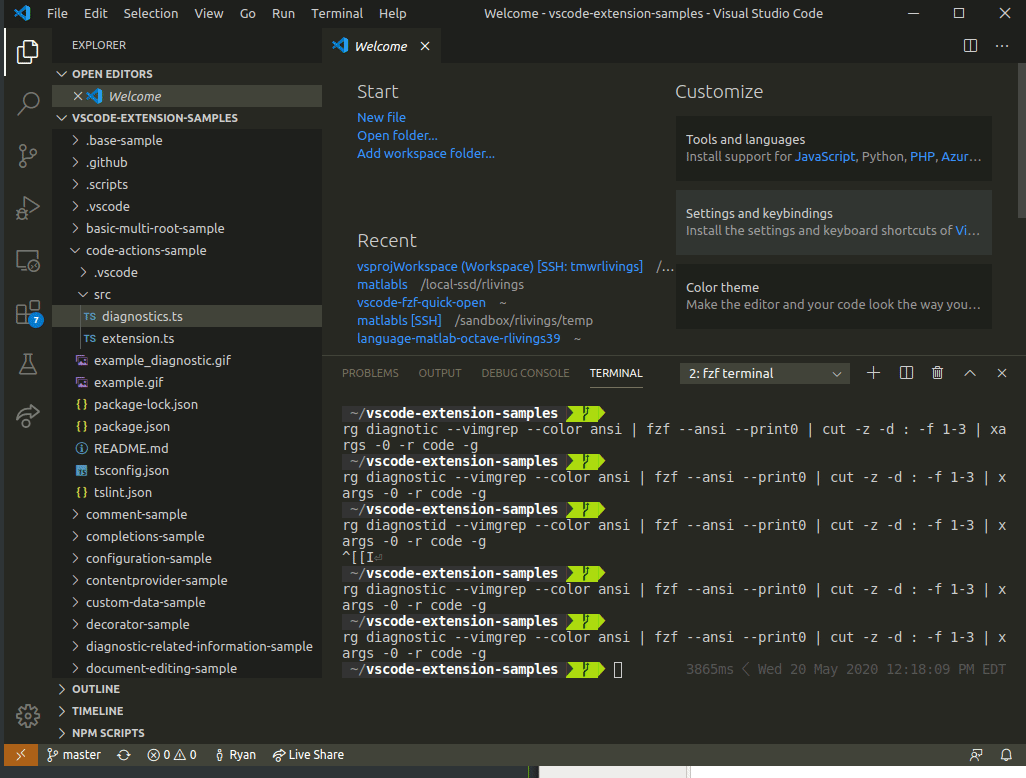 File Edit Selection View Go Run Terminal Help Welcome - vscode-extension-samples - Visual Studio Code
EXPLORER
OPEN EDITORS
Welcome
VSCODE-EXTENSION-SAMPLES
.base-sample
.github
.scripts
.vscode
basic-multi-root-sample
code-actions-sample
.vscode
src
TS diagnostics.ts
TS extension.ts
example_diagnostic.gif
example.gif
{} package-lock.json
{} package.json
README.md
tsconfig.json
{} tslint.json
comment-sample
completions-sample
configuration-sample
contentprovider-sample
custom-data-sample
decorator-sample
diagnostic-related-information-sample
document-editing-sample
OUTLINE
TIMELINE
NPM SCRIPTS
7
Welcome
Start
New file
Open folder...
Add workspace folder...
Recent
vsprojWorkspace (Workspace) [SSH: tmwrlivings] /...
matlabls /local-ssd/rlivings
vscode-fzf-quick-open ~
matlabls [SSH] /sandbox/rlivings/temp
language-matlab-octave-rlivings39 ~
Customize
Tools and languages
Install support for JavaScript, Python, PHP, Azur...
Settings and keybindings
Install the settings and keyboard shortcuts of Vi...
Color theme
Make the editor and your code look the way you...
PROBLEMS OUTPUT DEBUG CONSOLE TERMINAL 2: fzf terminal
~/vscode-extension-samples
rg diagnotic --vimgrep --color ansi | fzf --ansi --print0 | cut -z -d : -f 1-3 | xa
rgs -0 -r code -g
~/vscode-extension-samples
rg diagnostic --vimgrep --color ansi | fzf --ansi --print0 | cut -z -d : -f 1-3 | x
args -0 -r code -g
~/vscode-extension-samples
rg diagnostid --vimgrep --color ansi | fzf --ansi --print0 | cut -z -d : -f 1-3 | x
args -0 -r code -g
^[[I⏎
~/vscode-extension-samples
rg diagnostic --vimgrep --color ansi | fzf --ansi --print0 | cut -z -d : -f 1-3 | x
args -0 -r code -g
~/vscode-extension-samples
rg diagnostic --vimgrep --color ansi | fzf --ansi --print0 | cut -z -d : -f 1-3 | x
args -0 -r code -g
~/vscode-extension-samples 3865ms < Wed 20 May 2020 12:18:09 PM EDT
master 0 0 Ryan Live Share